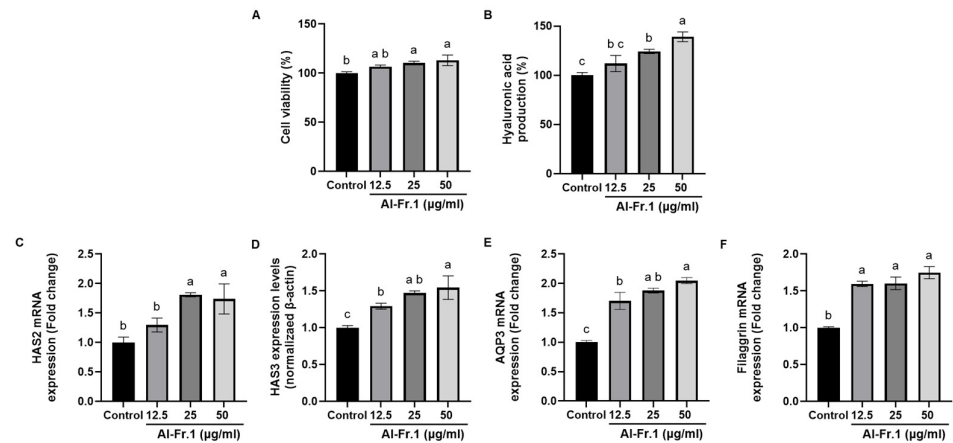 A
Cell viability (%)
150
100
50
0
b
a b
a
a
Control 12.5 25 50
Al-Fr.1 (μg/ml)
B
Hyaluronic acid
production (%)
150
100
50
0
c
b c
b
a
Control 12.5 25 50
Al-Fr.1 (μg/ml)
C
HAS2 mRNA
expression (Fold change)
2.5
2.0
1.5
1.0
0.5
0.0
b
b
a
a
Control 12.5 25 50
Al-Fr.1 (μg/ml)
D
HAS3 expression levels
(normalizaed β-actin)
2.0
1.5
1.0
0.5
0.0
c
b
a b
a
Control 12.5 25 50
Al-Fr.1 (μg/ml)
E
AQP3 mRNA
expression (Fold change)
2.5
2.0
1.5
1.0
0.5
0.0
c
b
a b
a
Control 12.5 25 50
Al-Fr.1 (μg/ml)
F
Filaggrin mRNA
expression (Fold change)
2.0
1.5
1.0
0.5
0.0
b
a
a
a
Control 12.5 25 50
Al-Fr.1 (μg/ml)